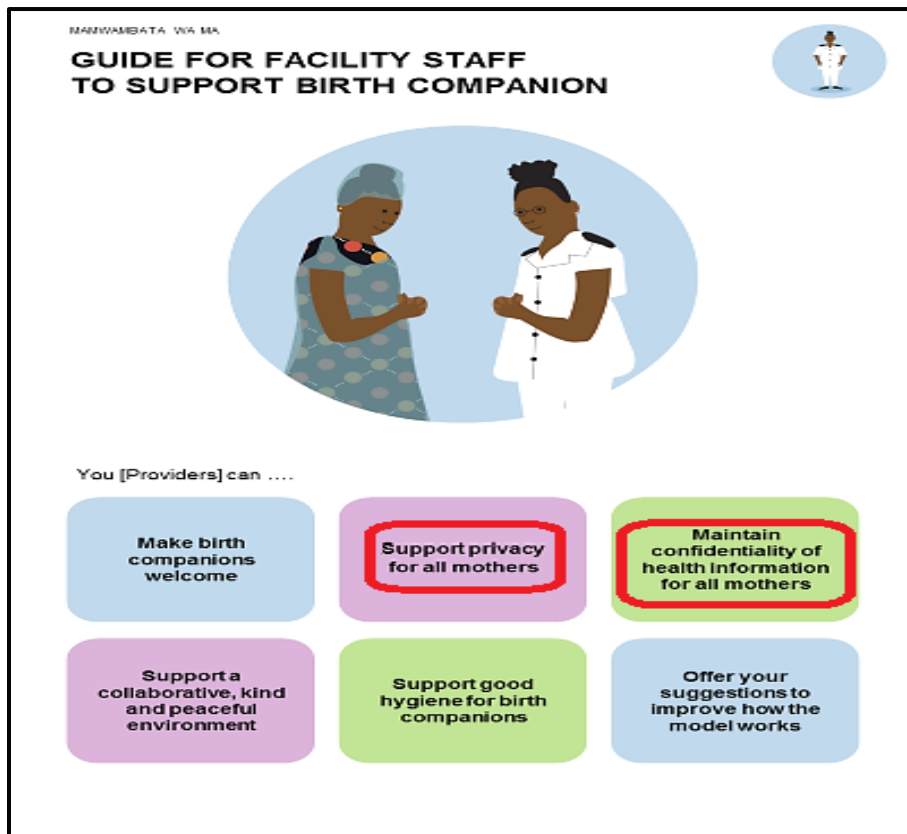 MAMWAMBATA WA MA
GUIDE FOR FACILITY STAFF
TO SUPPORT BIRTH COMPANION
You [Providers] can ....
Make birth
companions
welcome
Support privacy
for all mothers
Maintain
confidentiality of
health information
for all mothers
Support a
collaborative, kind
and peaceful
environment
Support good
hygiene for birth
companions
Offer your
suggestions to
improve how the
model works